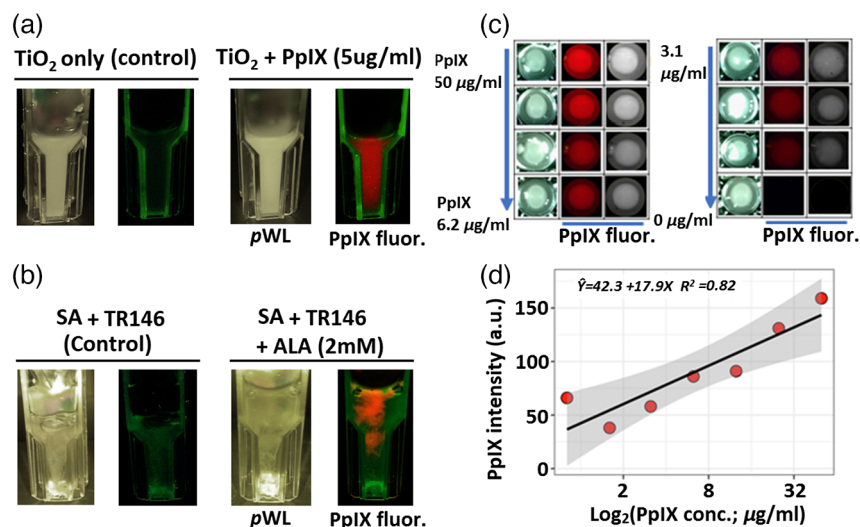 (a)
TiO2 only (control)
TiO2 + PpIX (5ug/ml)
pWL
PpIX fluor.
(b)
SA + TR146
(Control)
SA + TR146
+ ALA (2mM)
pWL
PpIX fluor.
(c)
PpIX
50 µg/ml
PpIX
6.2 µg/ml
PpIX fluor.
3.1
µg/ml
0 µg/ml
PpIX fluor.
(d)
Ŷ=42.3 +17.9X R² =0.82
PpIX intensity (a.u.)
150
100
50
0
2
8
32
Log2(PpIX conc.; µg/ml)